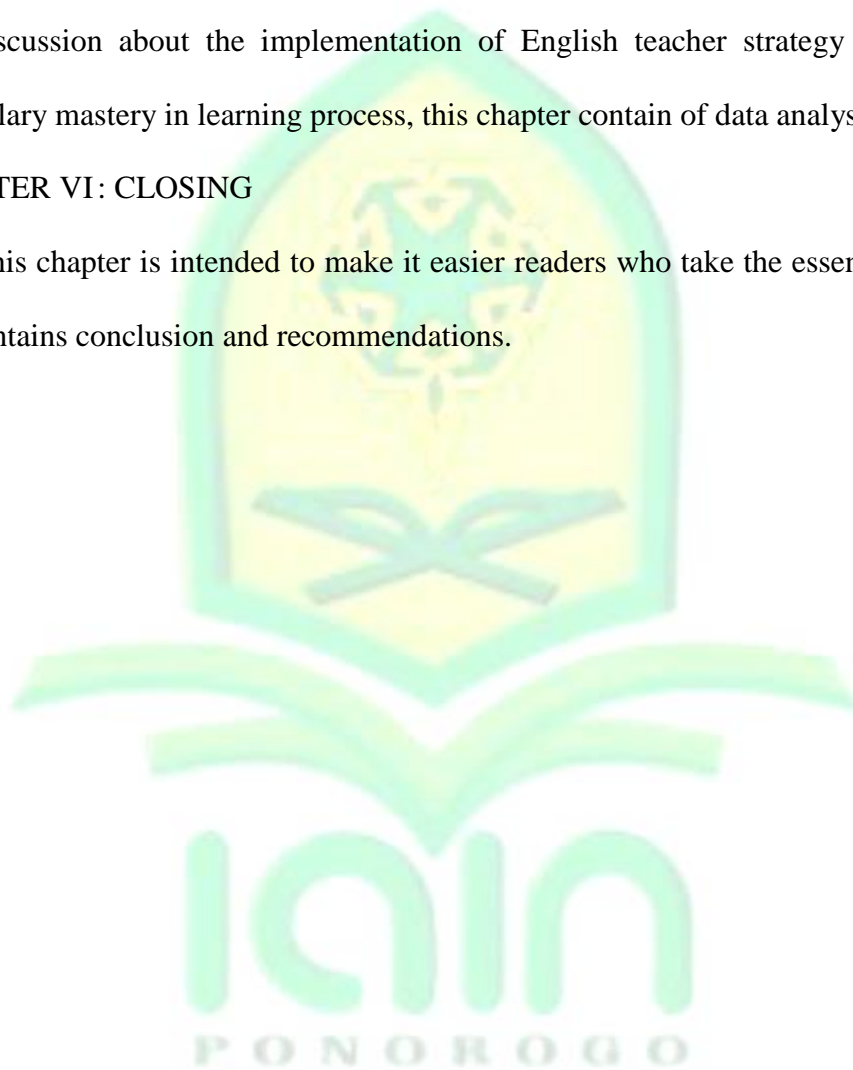 scussion about the implementation of English teacher strategy
lary mastery in learning process, this chapter contain of data analys
TER VI: CLOSING
his chapter is intended to make it easier readers who take the essen
ntains conclusion and recommendations.
iain
PONOROGO